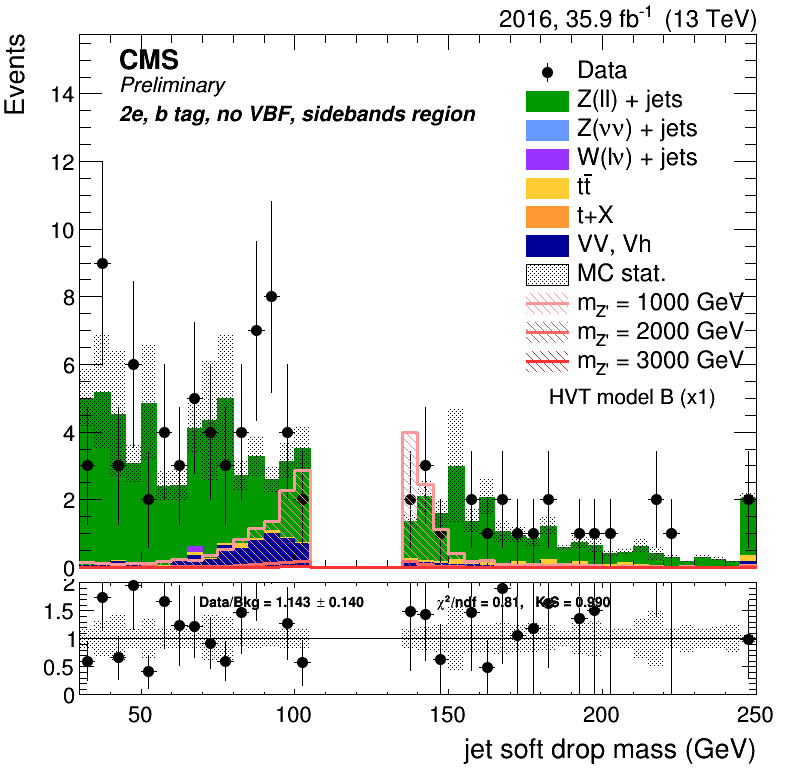 2016, 35.9 fb⁻¹ (13 TeV)
Events
CMS
Preliminary
2e, b tag, no VBF, sidebands region
Data
Z(ll) + jets
Z(νν) + jets
W(lν) + jets
tt̄
t+X
VV, Vh
MC stat.
m_Z' = 1000 GeV
m_Z' = 2000 GeV
m_Z' = 3000 GeV
HVT model B (x1)
14
12
10
8
6
4
2
0
Data/Bkg = 1.143 ± 0.140 χ²/ndf = 0.81, K-S = 0.990
2
1.5
1
0.5
0
50 100 150 200 250
jet soft drop mass (GeV)